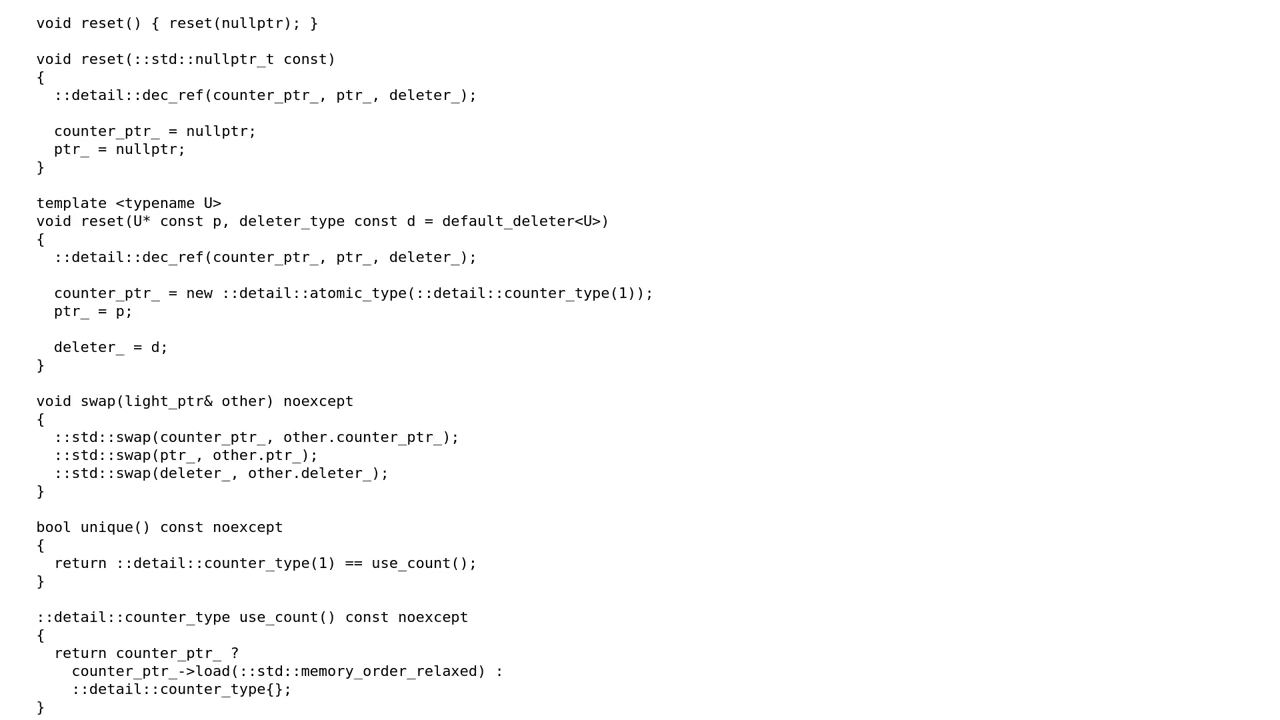 void reset() { reset(nullptr); }

void reset(::std::nullptr_t const)
{
  ::detail::dec_ref(counter_ptr_, ptr_, deleter_);

  counter_ptr_ = nullptr;
  ptr_ = nullptr;
}

template <typename U>
void reset(U* const p, deleter_type const d = default_deleter<U>)
{
  ::detail::dec_ref(counter_ptr_, ptr_, deleter_);

  counter_ptr_ = new ::detail::atomic_type(::detail::counter_type(1));
  ptr_ = p;

  deleter_ = d;
}

void swap(light_ptr& other) noexcept
{
  ::std::swap(counter_ptr_, other.counter_ptr_);
  ::std::swap(ptr_, other.ptr_);
  ::std::swap(deleter_, other.deleter_);
}

bool unique() const noexcept
{
  return ::detail::counter_type(1) == use_count();
}

::detail::counter_type use_count() const noexcept
{
  return counter_ptr_ ?
    counter_ptr_->load(::std::memory_order_relaxed) :
    ::detail::counter_type{};
}